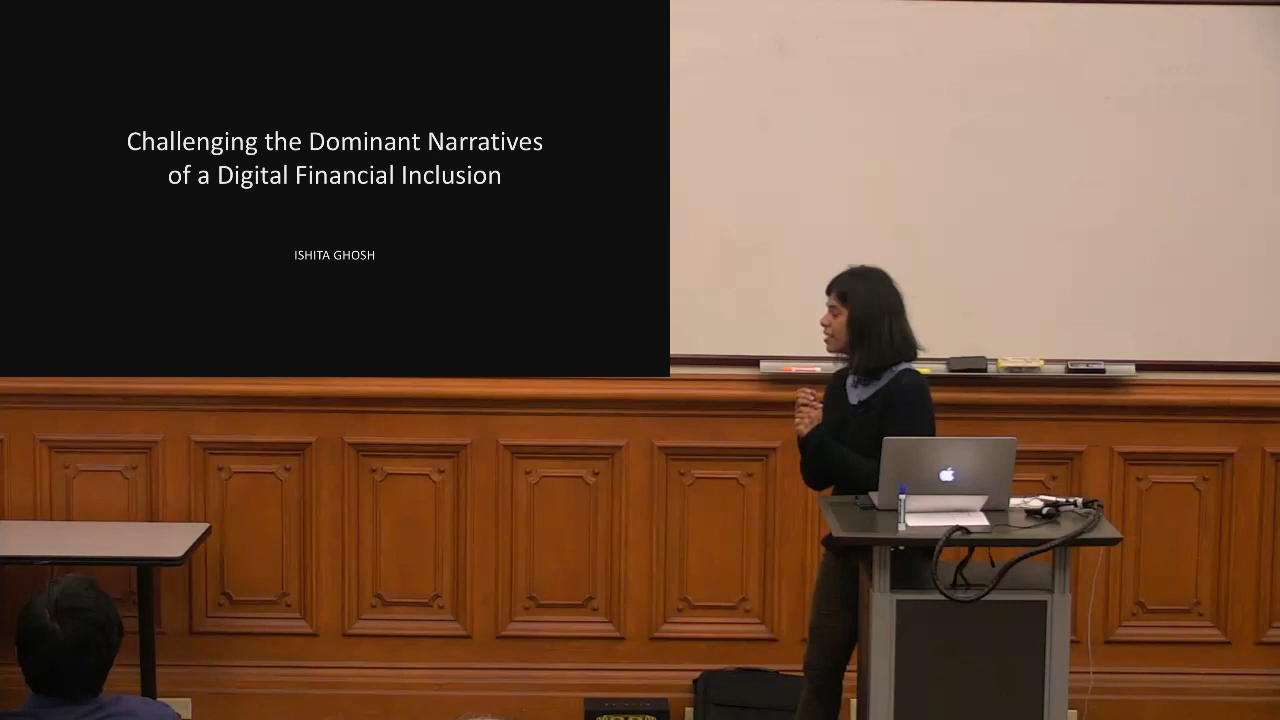 Challenging the Dominant Narratives
of a Digital Financial Inclusion
ISHITA GHOSH